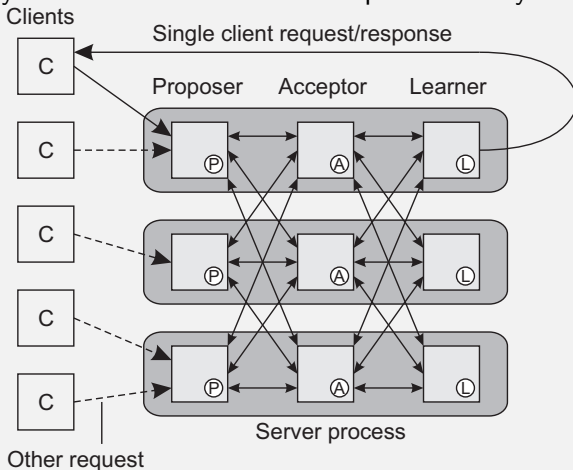 Clients
Single client request/response
C
Proposer Acceptor Learner
C
P A L
C
P A L
C
P A L
C
Server process
Other request